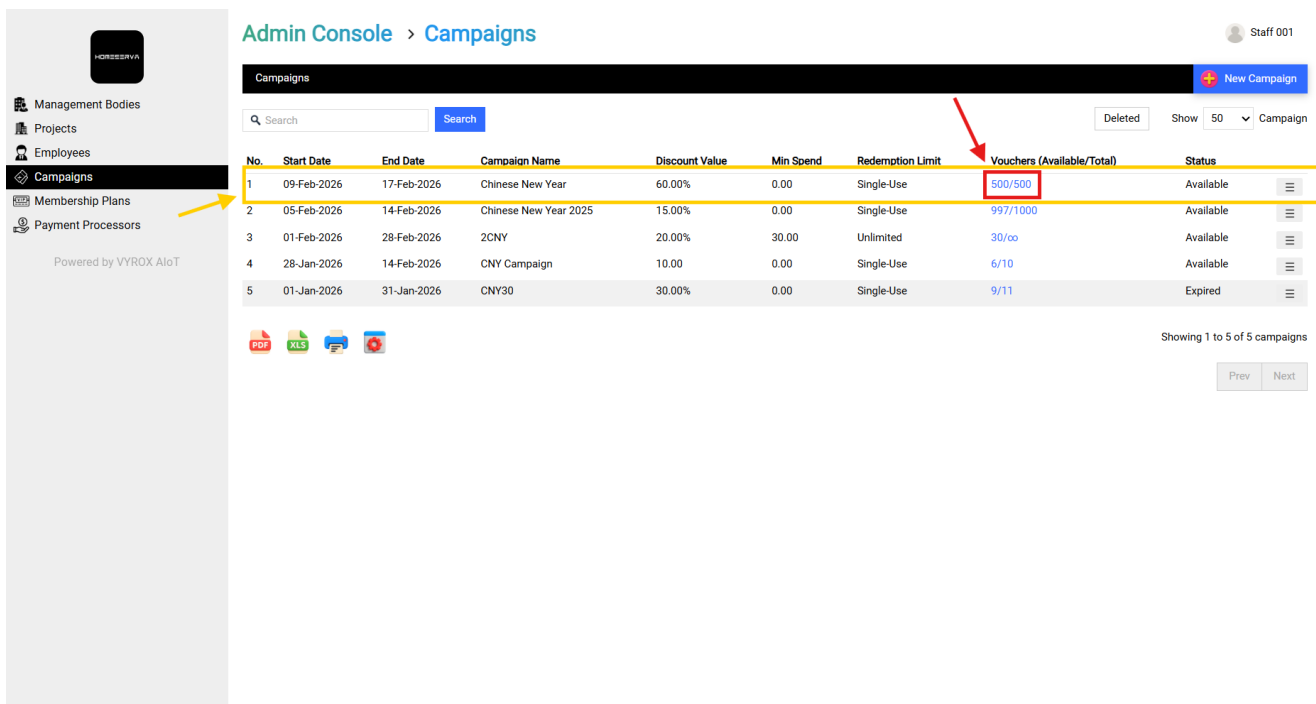 HOMESERVA
Admin Console > Campaigns
Staff 001
Management Bodies
Projects
Employees
Campaigns
Membership Plans
Payment Processors
Powered by VYROX AIoT
Campaigns
New Campaign
Search Search Deleted Show 50 Campaign
No. Start Date End Date Campaign Name Discount Value Min Spend Redemption Limit Vouchers (Available/Total) Status
1 09-Feb-2026 17-Feb-2026 Chinese New Year 60.00% 0.00 Single-Use 500/500 Available
2 05-Feb-2026 14-Feb-2026 Chinese New Year 2025 15.00% 0.00 Single-Use 997/1000 Available
3 01-Feb-2026 28-Feb-2026 2CNY 20.00% 30.00 Unlimited 30/∞ Available
4 28-Jan-2026 14-Feb-2026 CNY Campaign 10.00 0.00 Single-Use 6/10 Available
5 01-Jan-2026 31-Jan-2026 CNY30 30.00% 0.00 Single-Use 9/11 Expired
PDF XLS
Showing 1 to 5 of 5 campaigns
Prev Next